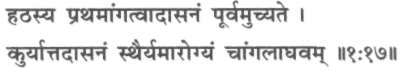 हठस्य प्रथमांगत्वादासनं पूर्वमुच्यते ।
कुर्यात्तदासनं स्थैर्यमारोग्यं चांगलाघवम् ॥१:१७॥